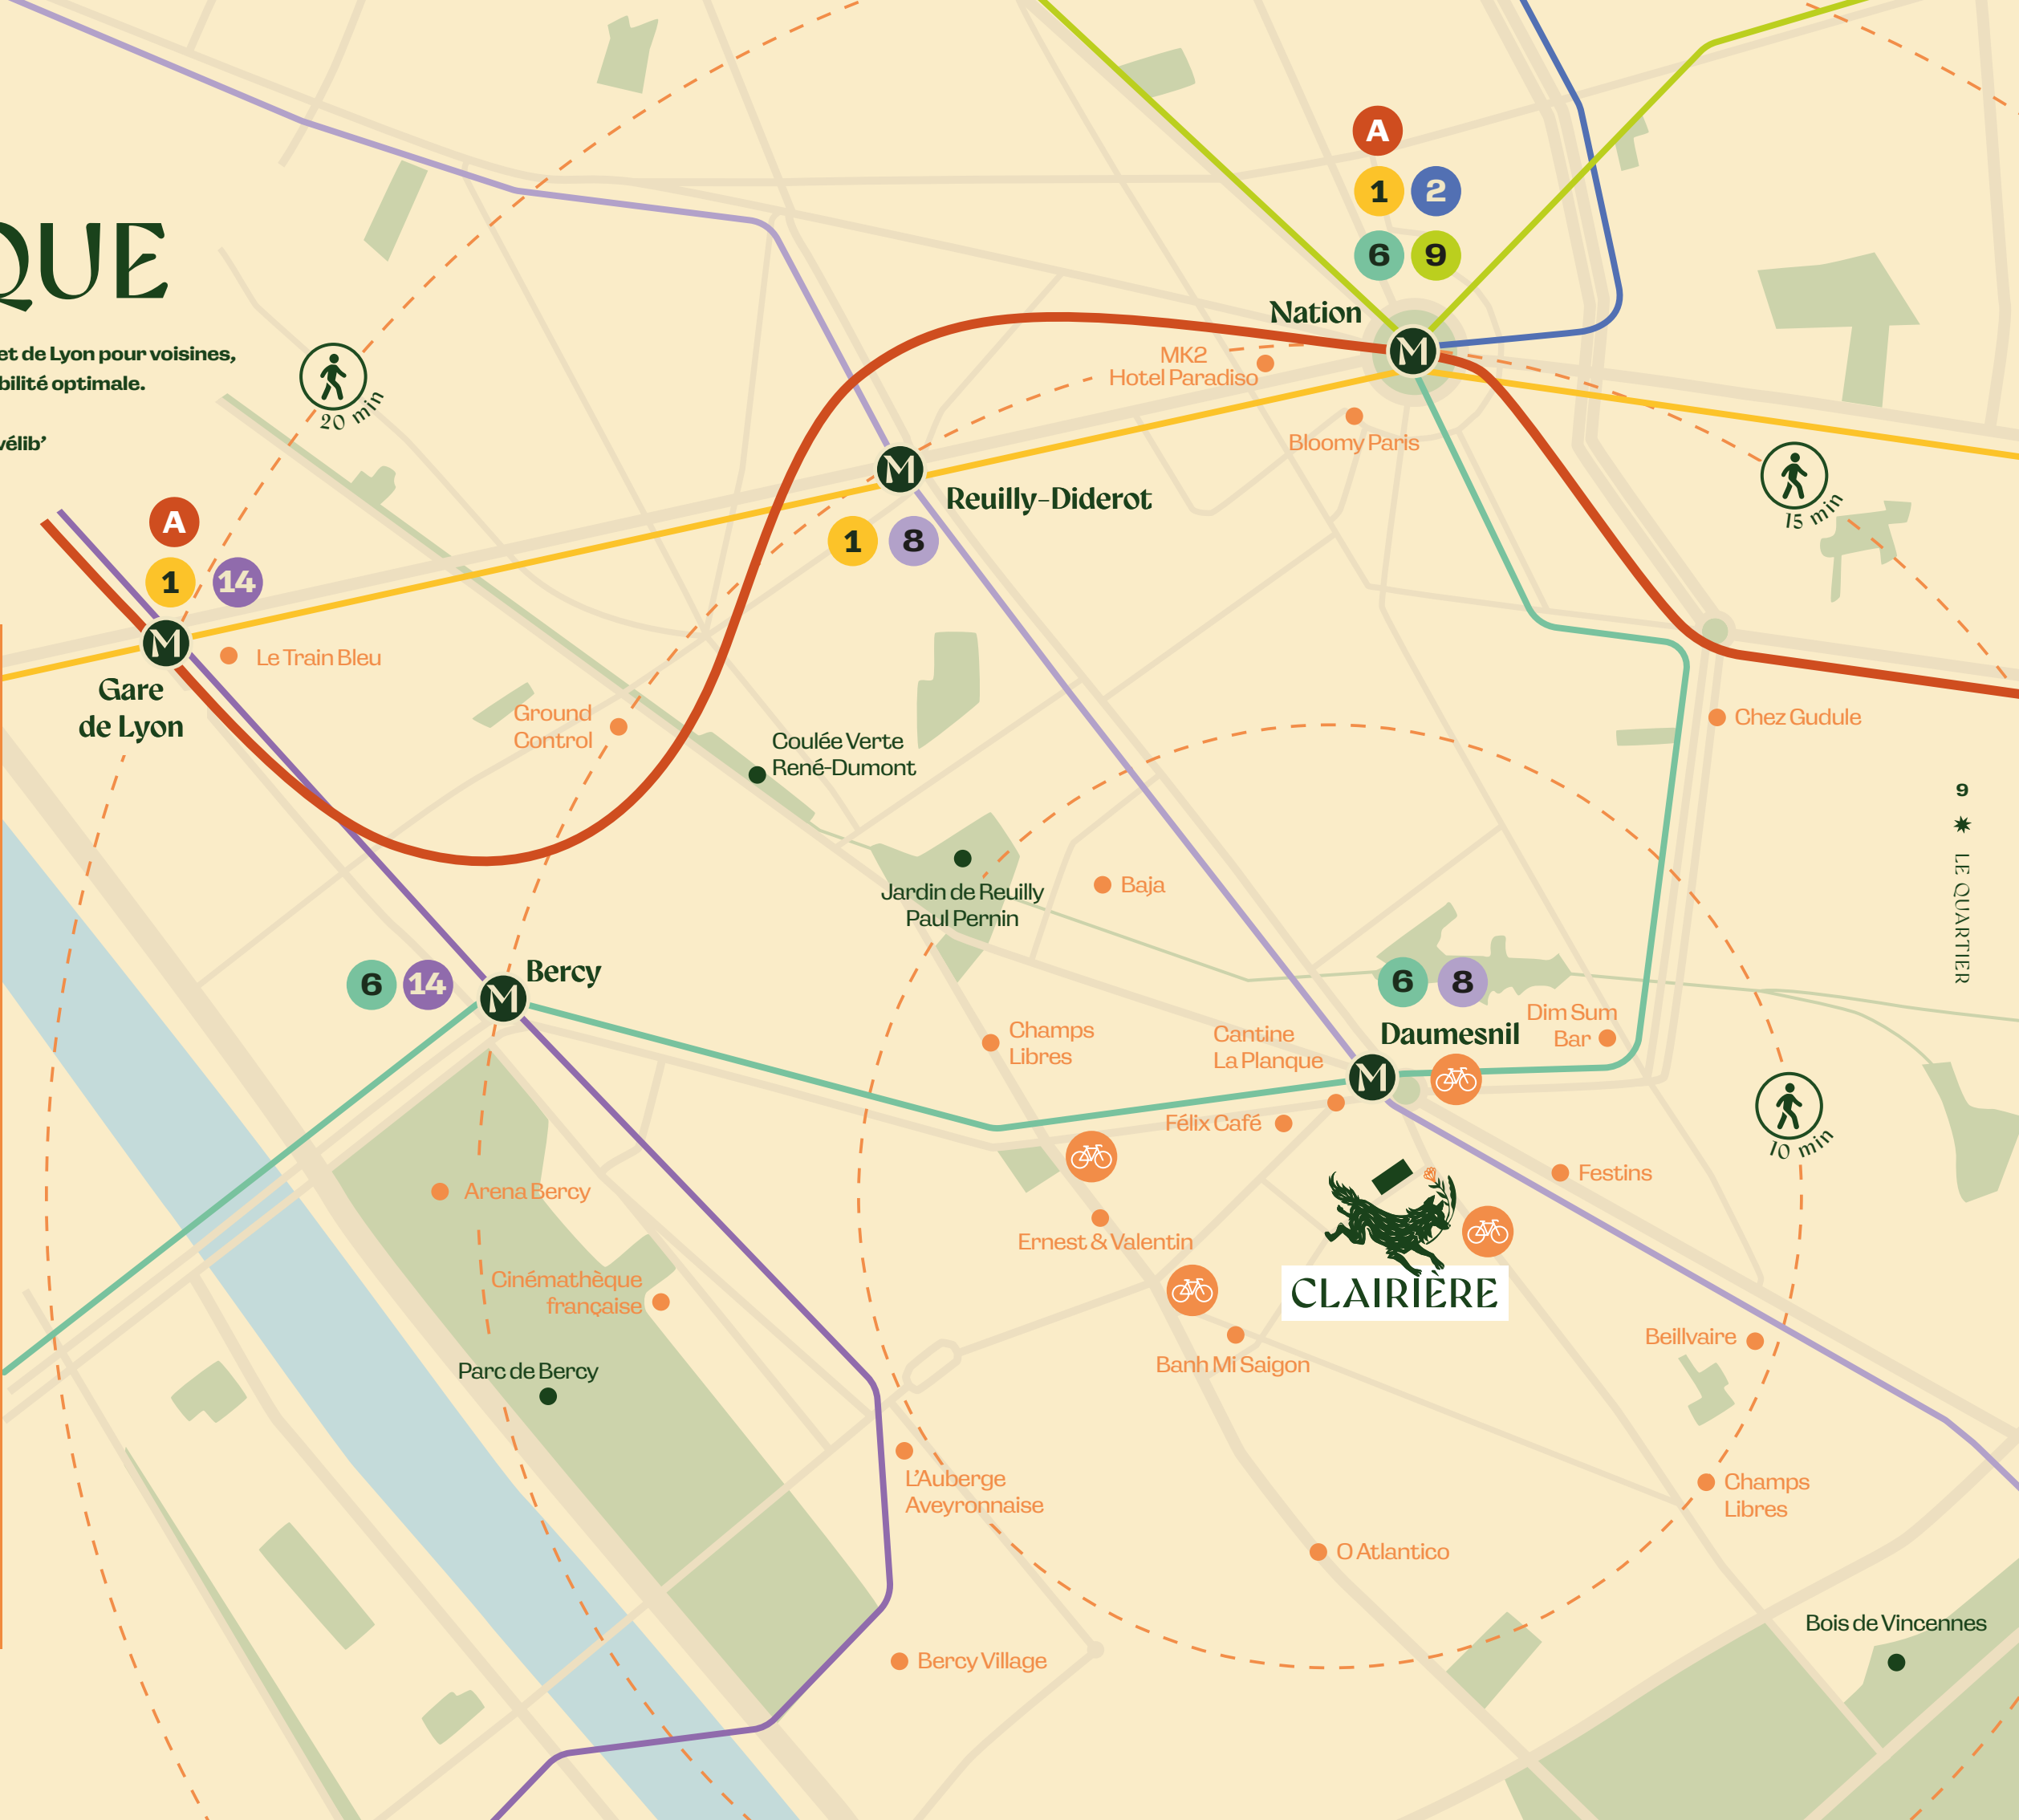 QUE
et de Lyon pour voisines,
bilité optimale.
vélib’
20 min
A
1 2
6 9
Nation
MK2
Hotel Paradiso
Bloomy Paris
15 min
Reuilly-Diderot
1 8
A
1 14
Gare
de Lyon
Le Train Bleu
Ground
Control
Coulée Verte
René-Dumont
Chez Gudule
9
LE QUARTIER
Jardin de Reuilly
Paul Pernin
Baja
6 14
Bercy
6 8
Daumesnil
Dim Sum
Bar
Champs
Libres
Cantine
La Planque
Félix Café
10 min
Arena Bercy
Festins
Ernest & Valentin
CLAIRIÈRE
Cinémathèque
française
Parc de Bercy
Banh Mi Saigon
Beillvaire
L’Auberge
Aveyronnaise
Champs
Libres
O Atlantico
Bois de Vincennes
Bercy Village
M
M
M
M
M